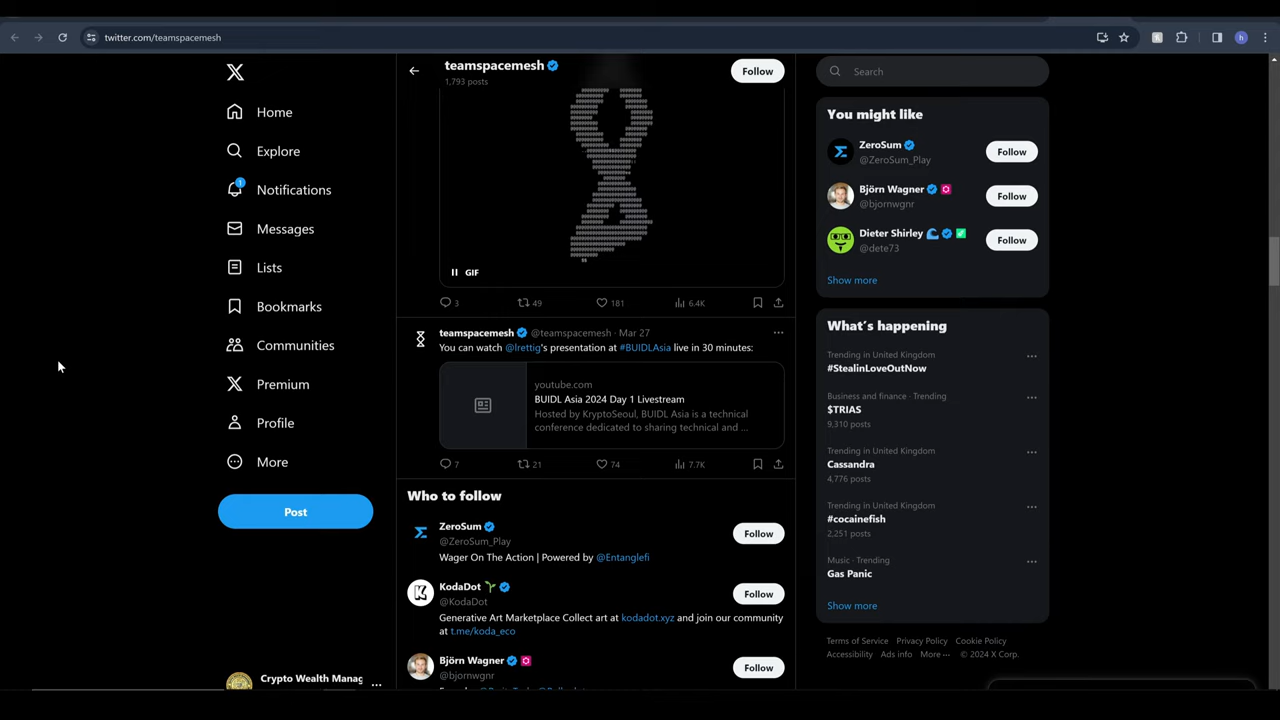 twitter.com/teamspacemesh
Home
Explore
1
Notifications
Messages
Lists
Bookmarks
Communities
Premium
Profile
More
Post
Crypto Wealth Manag
teamspacemesh
1,793 posts
Follow
GIF
3 49 181 6.4K
teamspacemesh @teamspacemesh · Mar 27
You can watch @lrettig's presentation at #BUIDLAsia live in 30 minutes:
youtube.com
BUIDL Asia 2024 Day 1 Livestream
Hosted by KryptoSeoul, BUIDL Asia is a technical
conference dedicated to sharing technical and ...
7 21 74 7.7K
Who to follow
ZeroSum
@ZeroSum_Play
Follow
Wager On The Action | Powered by @Entanglefi
KodaDot
@KodaDot
Follow
Generative Art Marketplace Collect art at kodadot.xyz and join our community
at t.me/koda_eco
Björn Wagner
@bjornwgnr
Follow
Search
You might like
ZeroSum
@ZeroSum_Play
Follow
Björn Wagner
@bjornwgnr
Follow
Dieter Shirley
@dete73
Follow
Show more
What's happening
Trending in United Kingdom
#StealinLoveOutNow
Business and finance · Trending
$TRIAS
9,310 posts
Trending in United Kingdom
Cassandra
4,776 posts
Trending in United Kingdom
#cocainefish
2,251 posts
Music · Trending
Gas Panic
Show more
Terms of Service Privacy Policy Cookie Policy
Accessibility Ads info More ··· © 2024 X Corp.